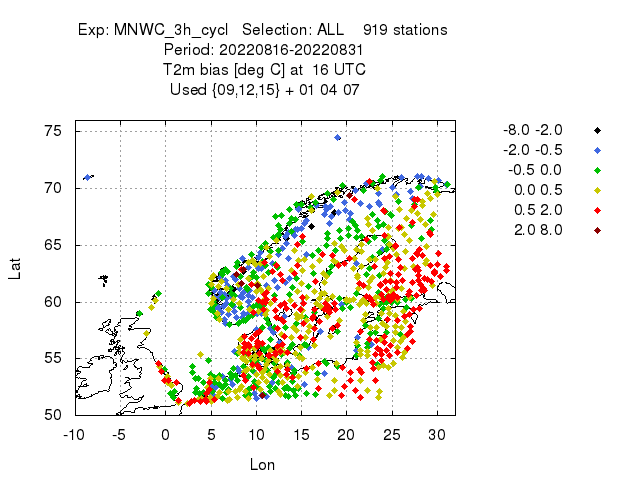 Exp: MNWC_3h_cycl   Selection: ALL    919 stations
Period: 20220816-20220831
T2m bias [deg C] at  16 UTC
Used {09,12,15} + 01 04 07
-8.0 -2.0
-2.0 -0.5
-0.5 0.0
0.0 0.5
0.5 2.0
2.0 8.0
75
70
65
60
55
50
Lat
-10 -5 0 5 10 15 20 25 30
Lon